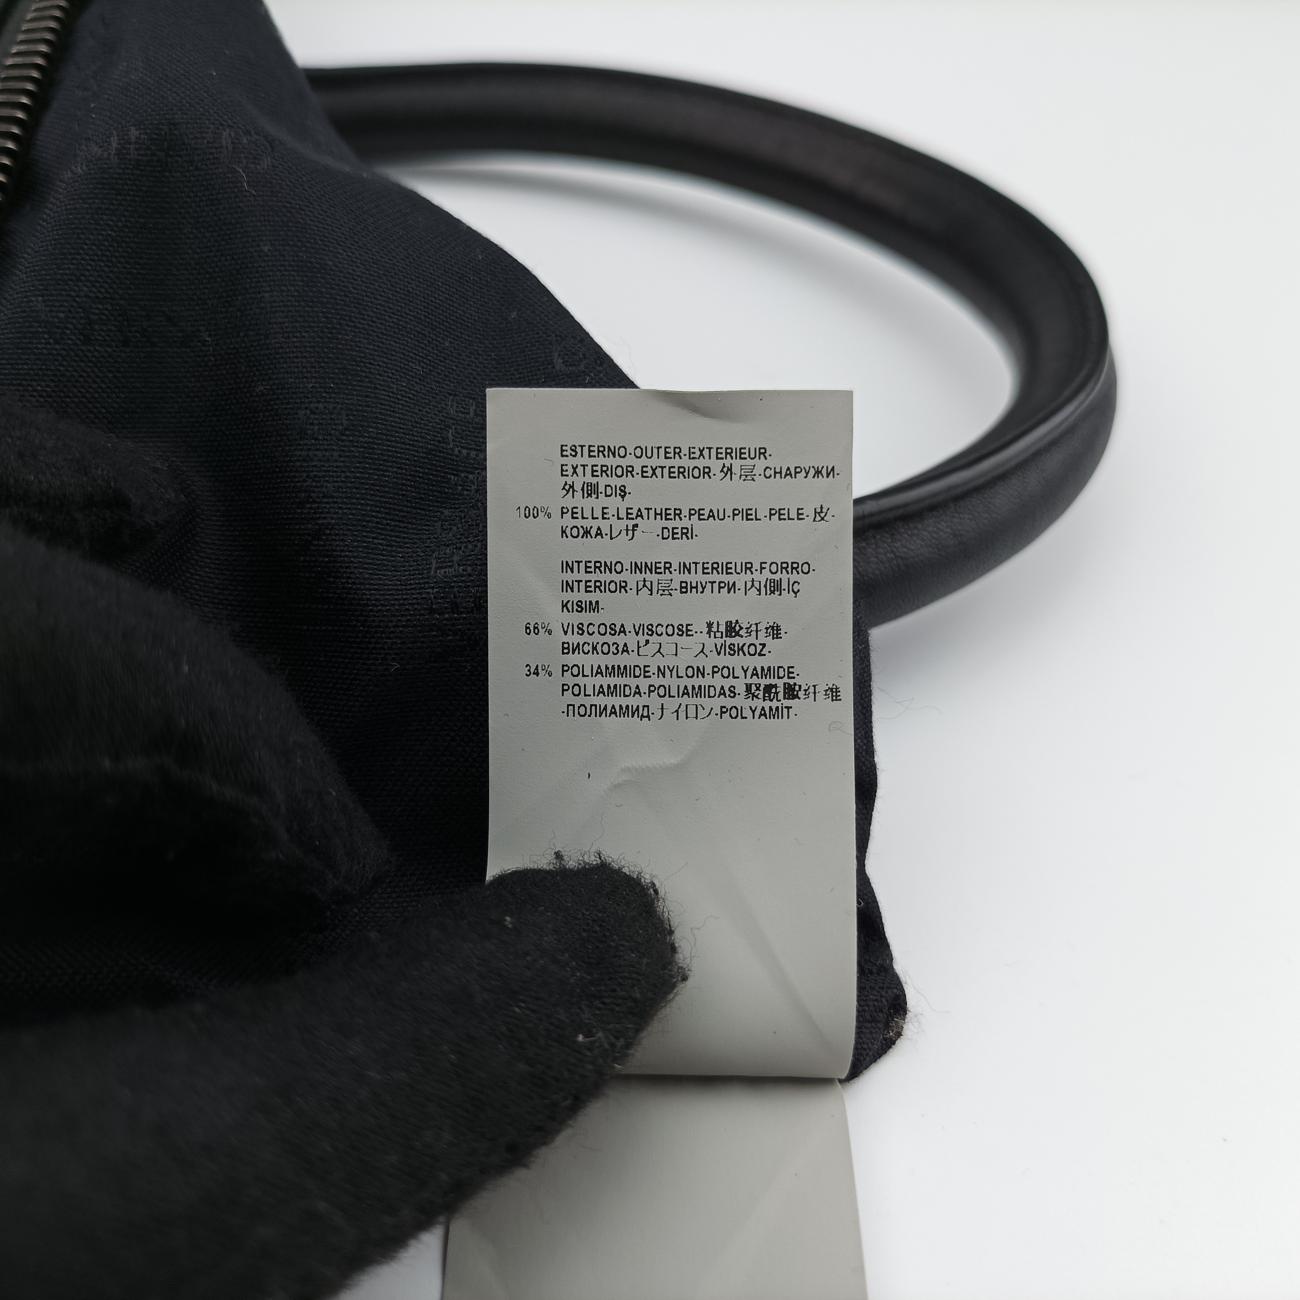 ESTERNO-OUTER-EXTERIEUR-
EXTERIOR-EXTERIOR-外层-СНАРУЖИ-
外側-DIŞ-
100% PELLE-LEATHER-PEAU-PIEL-PELE-皮-
КОЖА-レザー-DERİ-
INTERNO-INNER-INTERIEUR-FORRO-
INTERIOR-内层-ВНУТРИ-内側-İÇ
KISIM-
66% VISCOSA-VISCOSE--粘胶纤维-
ВИСКОЗА-ビスコース-VİSKOZ-
34% POLIAMMIDE-NYLON-POLYAMIDE-
POLIAMIDA-POLIAMIDAS-聚酰胺纤维
-ПОЛИАМИД-ナイロン-POLYAMİT-